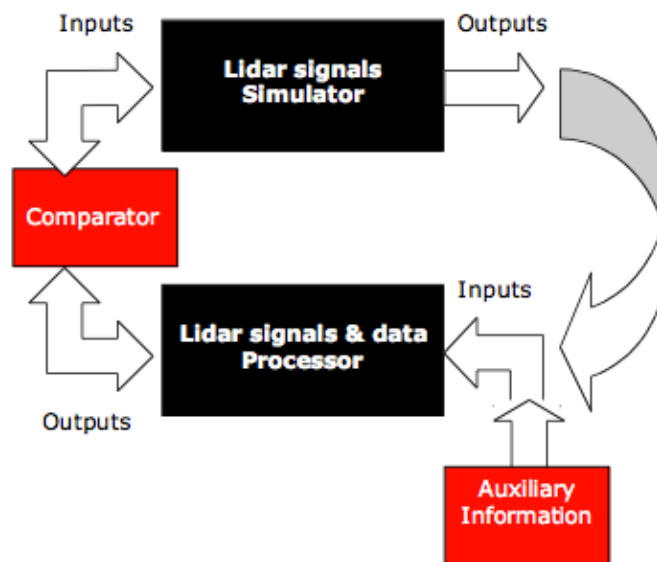 Inputs
Outputs
Lidar signals
Simulator
Comparator
Inputs
Lidar signals & data
Processor
Outputs
Auxiliary
Information